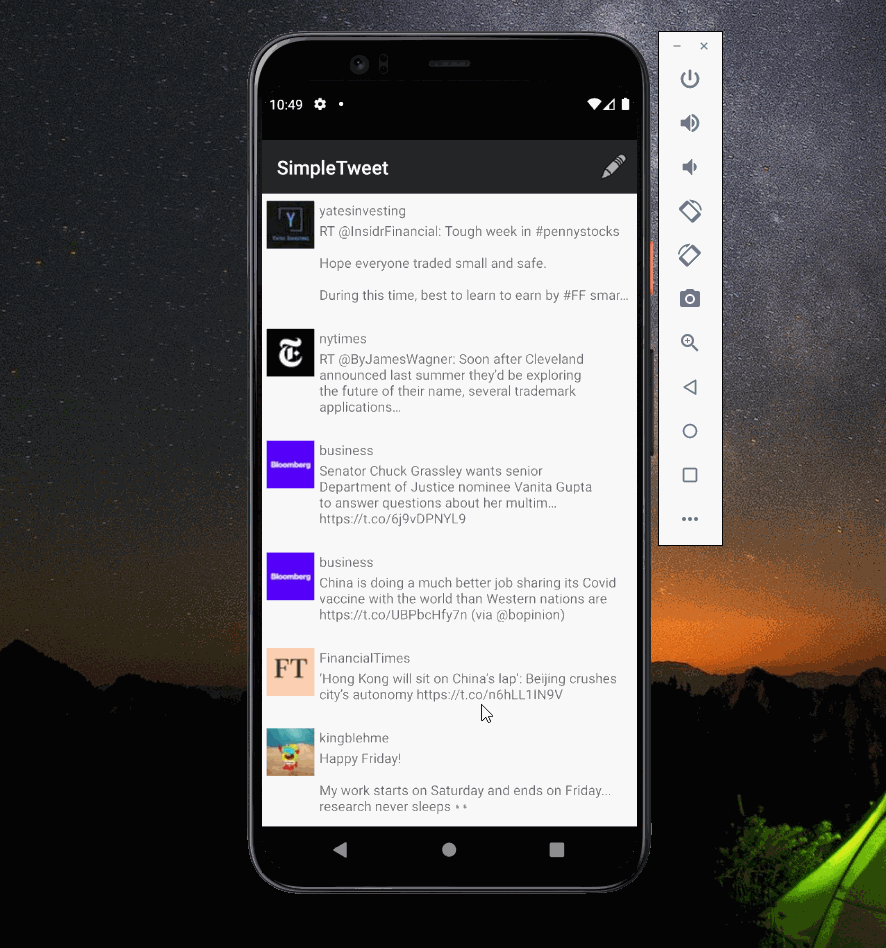 10:49
SimpleTweet
Y
yatesinvesting
RT @InsidrFinancial: Tough week in #pennystocks
Hope everyone traded small and safe.
During this time, best to learn to earn by #FF smar...
nytimes
RT @ByJamesWagner: Soon after Cleveland
announced last summer they'd be exploring
the future of their name, several trademark
applications...
Bloomberg
business
Senator Chuck Grassley wants senior
Department of Justice nominee Vanita Gupta
to answer questions about her multim...
https://t.co/6j9vDPNYL9
Bloomberg
business
China is doing a much better job sharing its Covid
vaccine with the world than Western nations are
https://t.co/UBPbcHfy7n (via @bopinion)
FT
FinancialTimes
'Hong Kong will sit on China's lap': Beijing crushes
city's autonomy https://t.co/n6hLL1IN9V
kingblehme
Happy Friday!
My work starts on Saturday and ends on Friday...
research never sleeps 👀